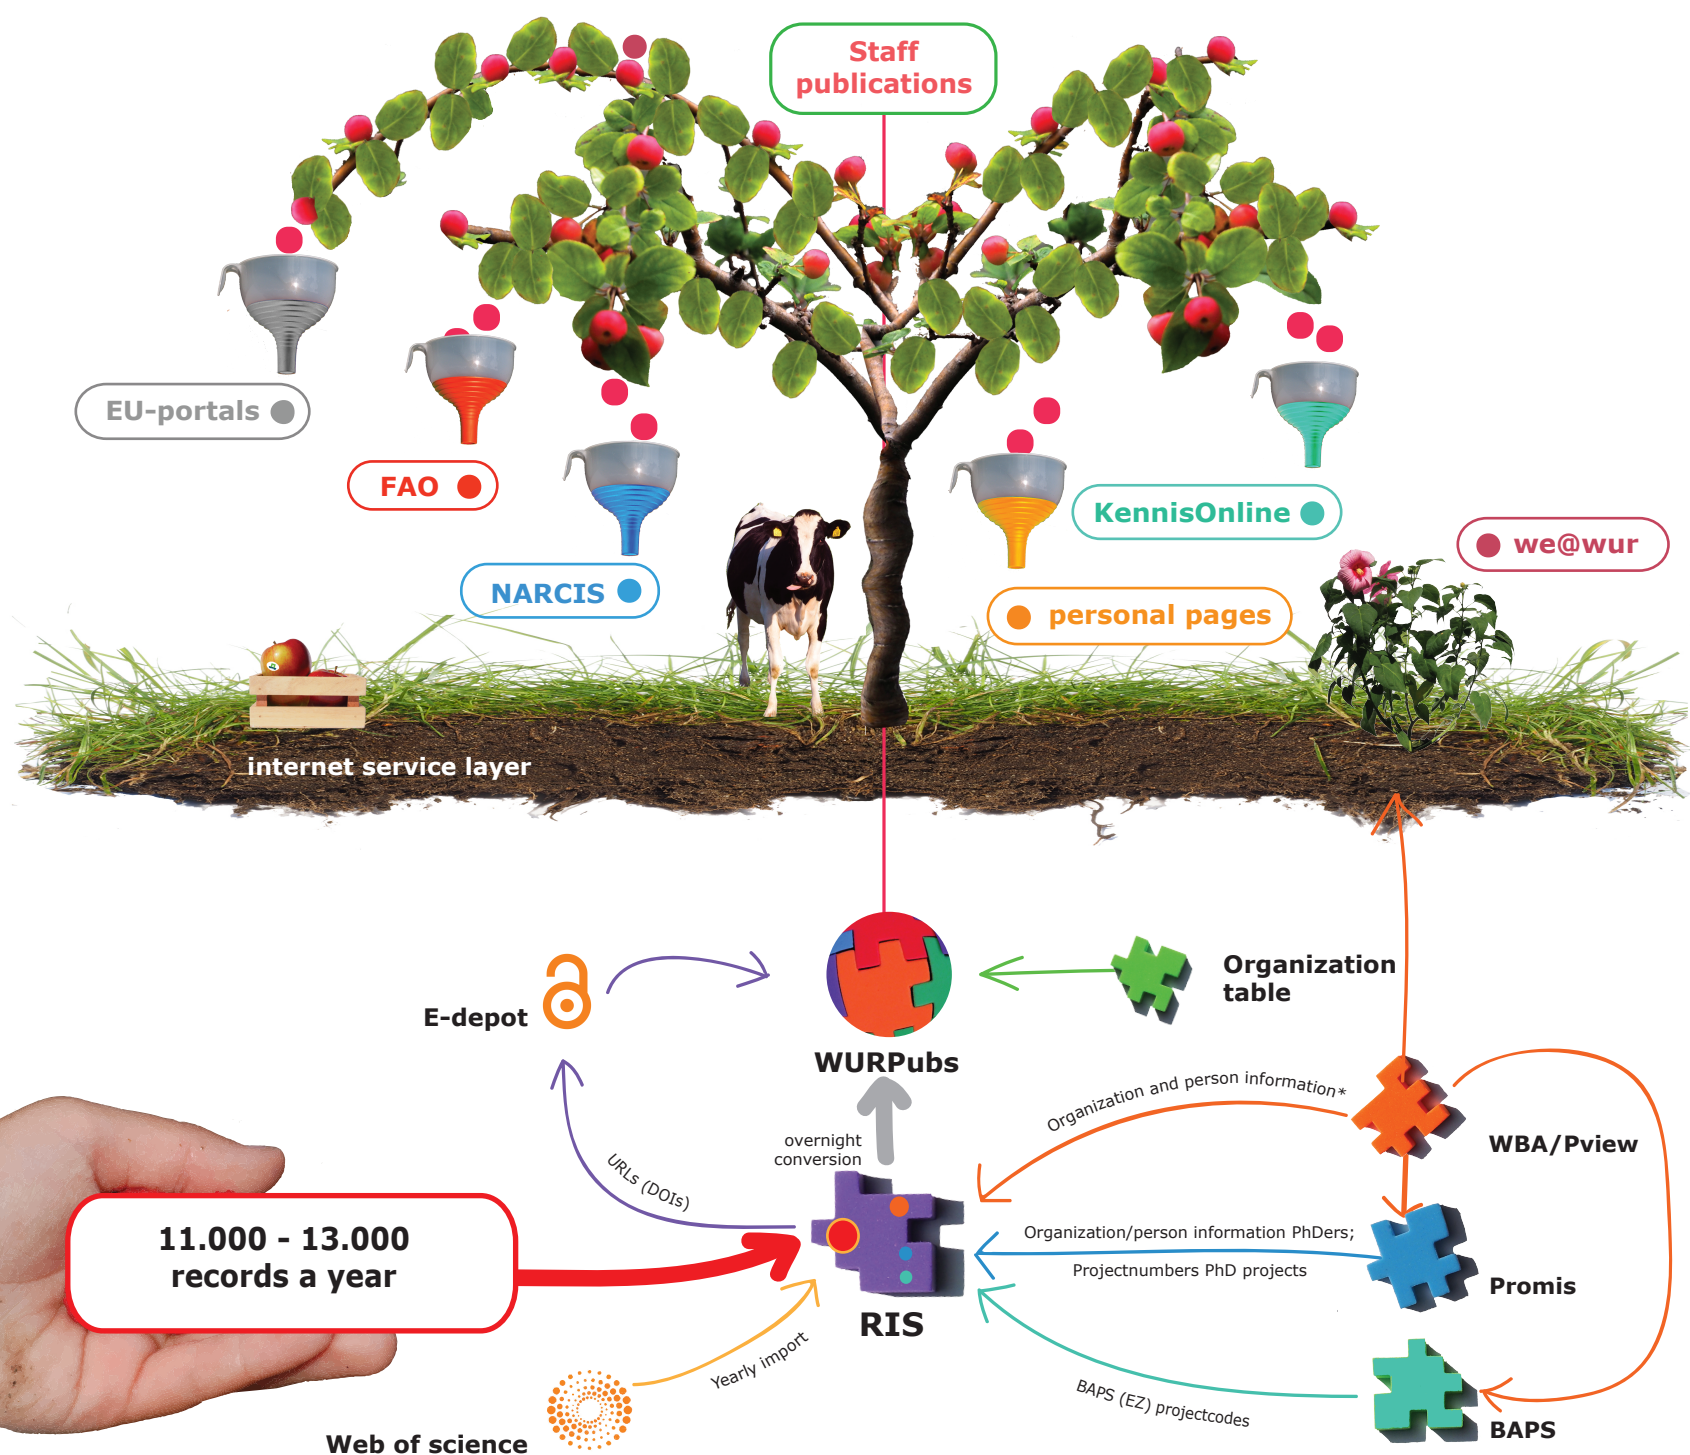 Staff
publications
EU-portals
FAO
NARCIS
KennisOnline
we@wur
personal pages
internet service layer
E-depot
Organization
table
WURPubs
Organization and person information*
overnight
conversion
WBA/Pview
URLs (DOIs)
11.000 - 13.000
records a year
Organization/person information PhDers;
Projectnumbers PhD projects
Promis
RIS
Yearly import
BAPS (EZ) projectcodes
BAPS
Web of science